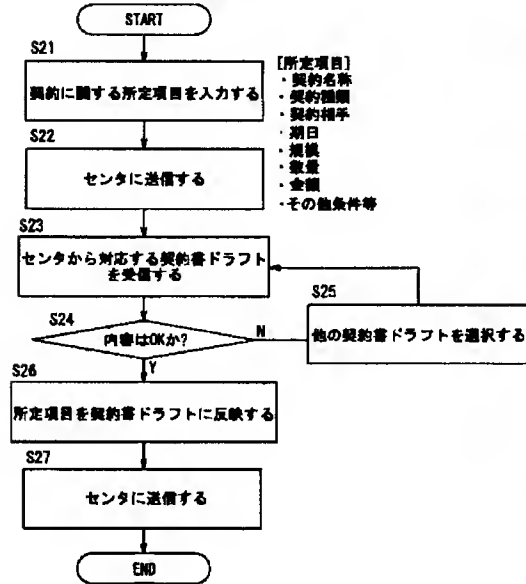 START
S21
契約に関する所定項目を入力する
[所定項目]
・契約名称
・契約種類
・契約相手
・期日
・規模
・数量
・金額
・その他条件等
S22
センタに送信する
S23
センタから対応する契約書ドラフト
を受信する
S24
内容はOKか?
N
S25
他の契約書ドラフトを選択する
Y
S26
所定項目を契約書ドラフトに反映する
S27
センタに送信する
END